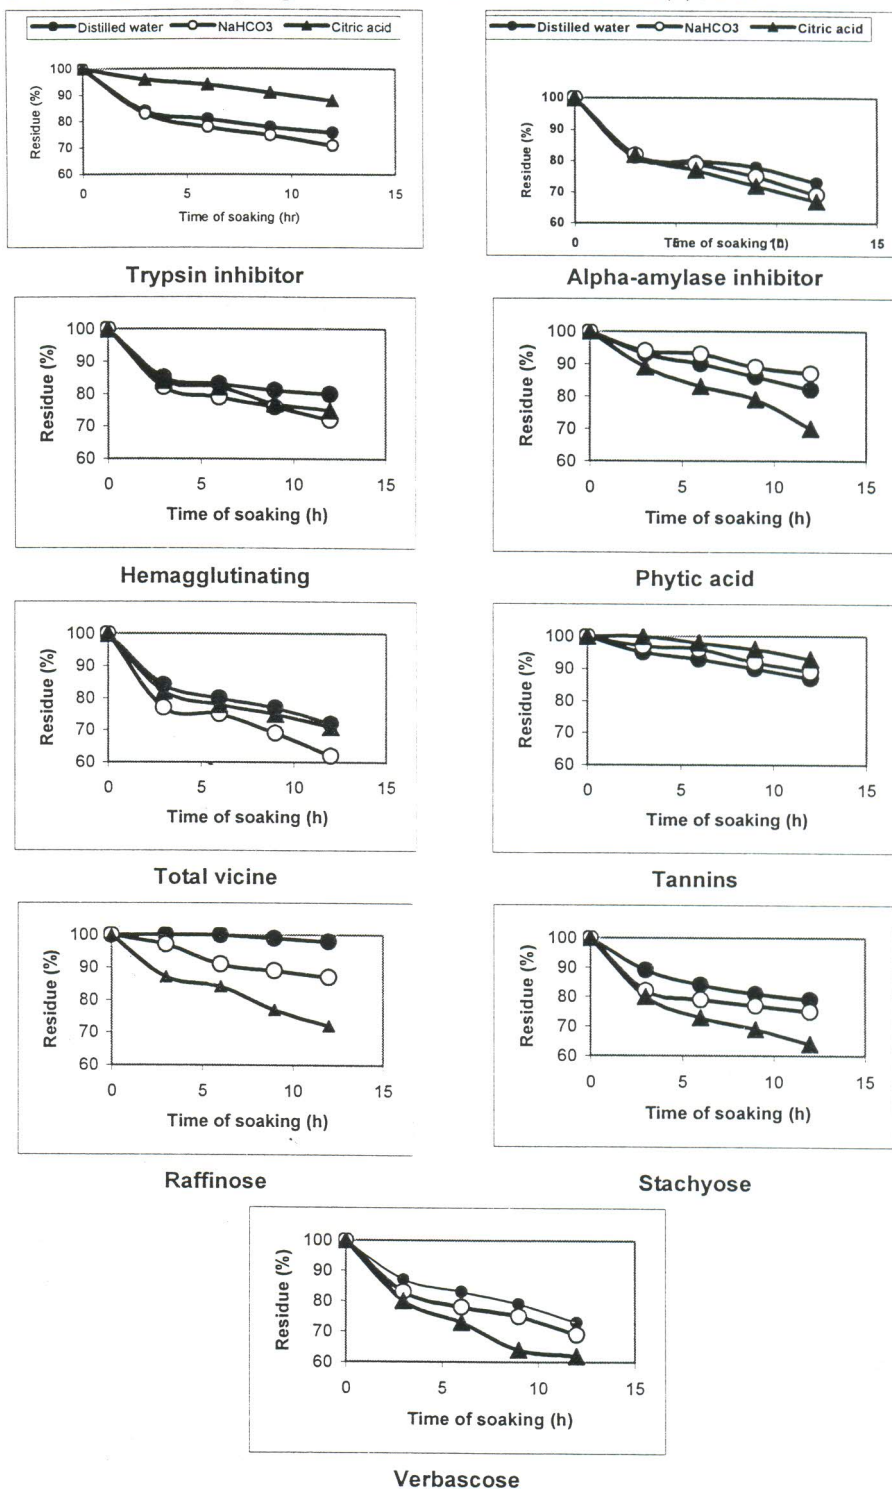 Distilled water NaHCO3 Citric acid
Distilled water NaHCO3 Citric acid
Residue (%)
100
90
80
70
60
0 5 10 15
Time of soaking (hr)
Residue (%)
100
90
80
70
60
0 15
Time of soaking (h)
Trypsin inhibitor
Alpha-amylase inhibitor
Residue (%)
100
90
80
70
60
0 5 10 15
Time of soaking (h)
Residue (%)
100
90
80
70
60
0 5 10 15
Time of soaking (h)
Hemagglutinating
Phytic acid
Residue (%)
100
90
80
70
60
0 5 10 15
Time of soaking (h)
Residue (%)
100
90
80
70
60
0 5 10 15
Time of soaking (h)
Total vicine
Tannins
Residue (%)
100
90
80
70
60
0 5 10 15
Time of soaking (h)
Residue (%)
100
90
80
70
60
0 5 10 15
Time of soaking (h)
Raffinose
Stachyose
Residue (%)
100
90
80
70
60
0 5 10 15
Time of soaking (h)
Verbascose